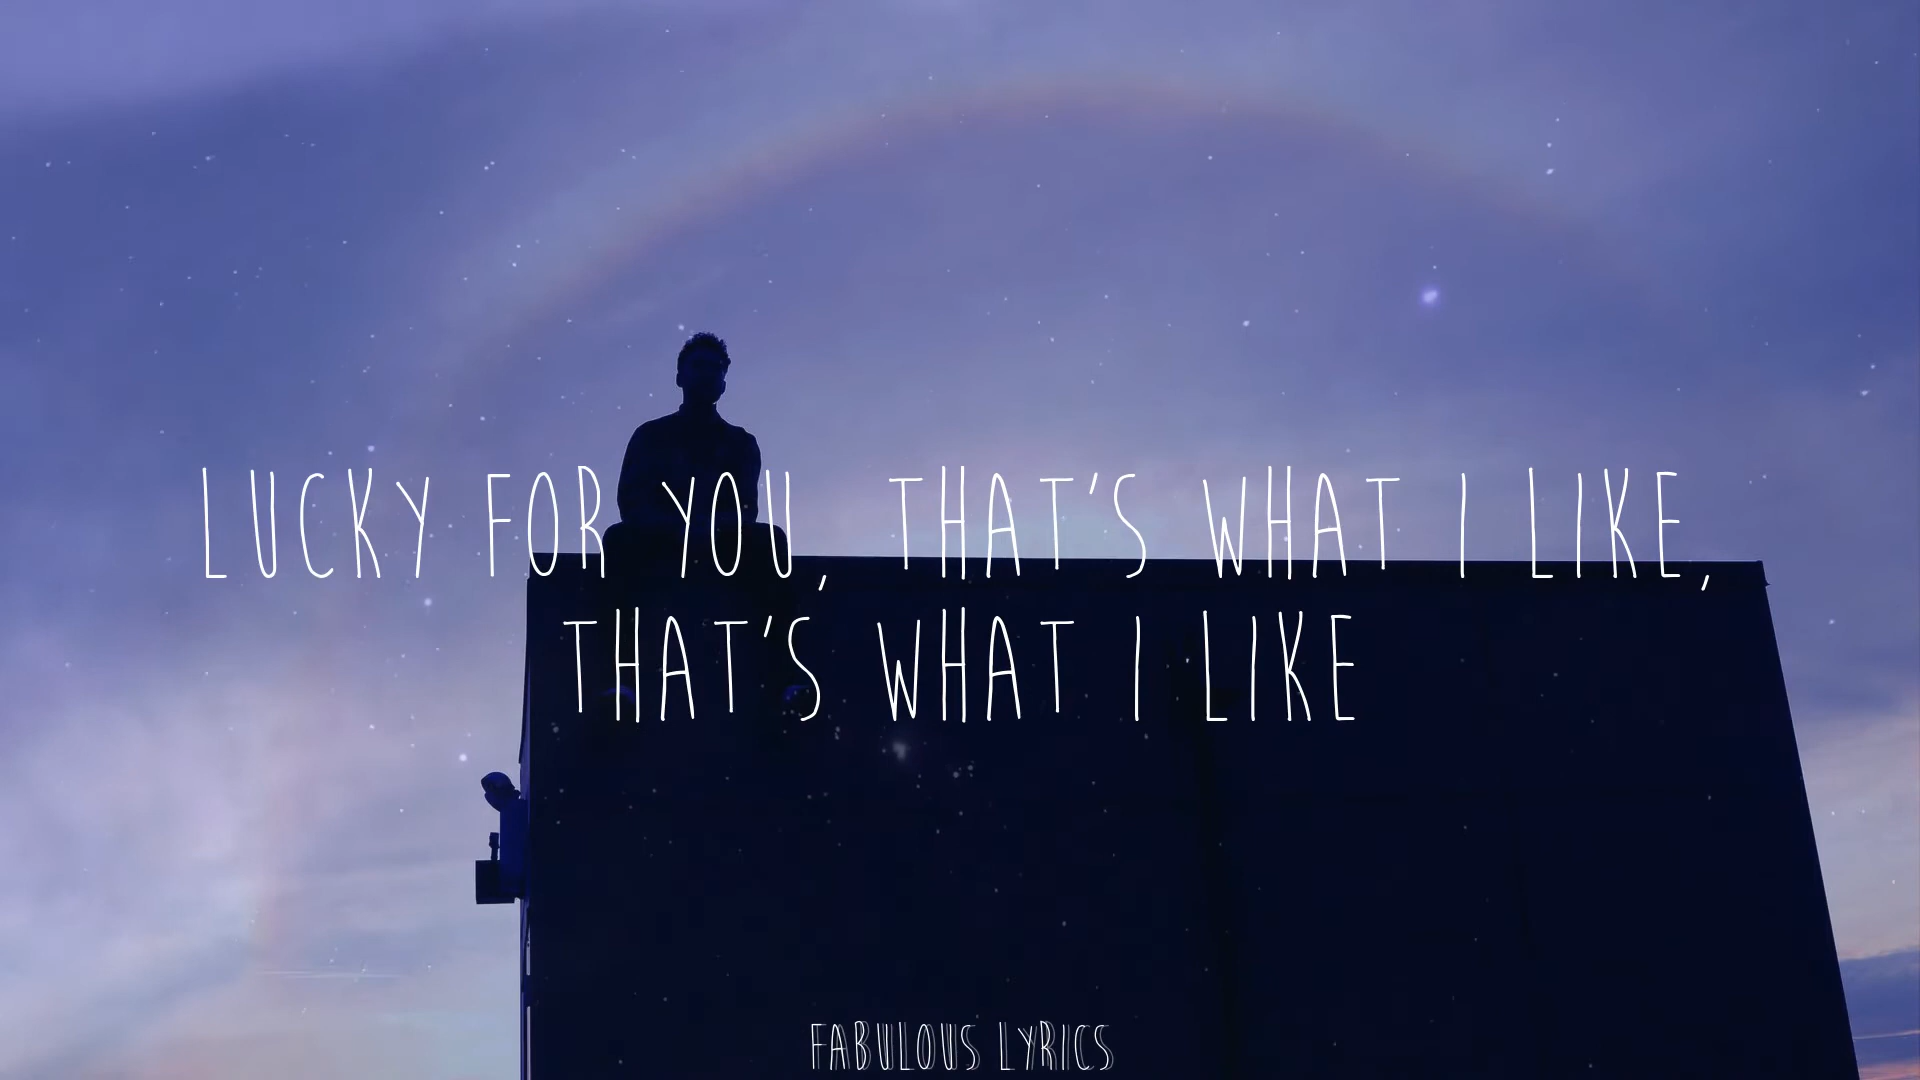 LUCKY FOR YOU, THAT'S WHAT I LIKE,
THAT'S WHAT I LIKE
FABULOUS LYRICS